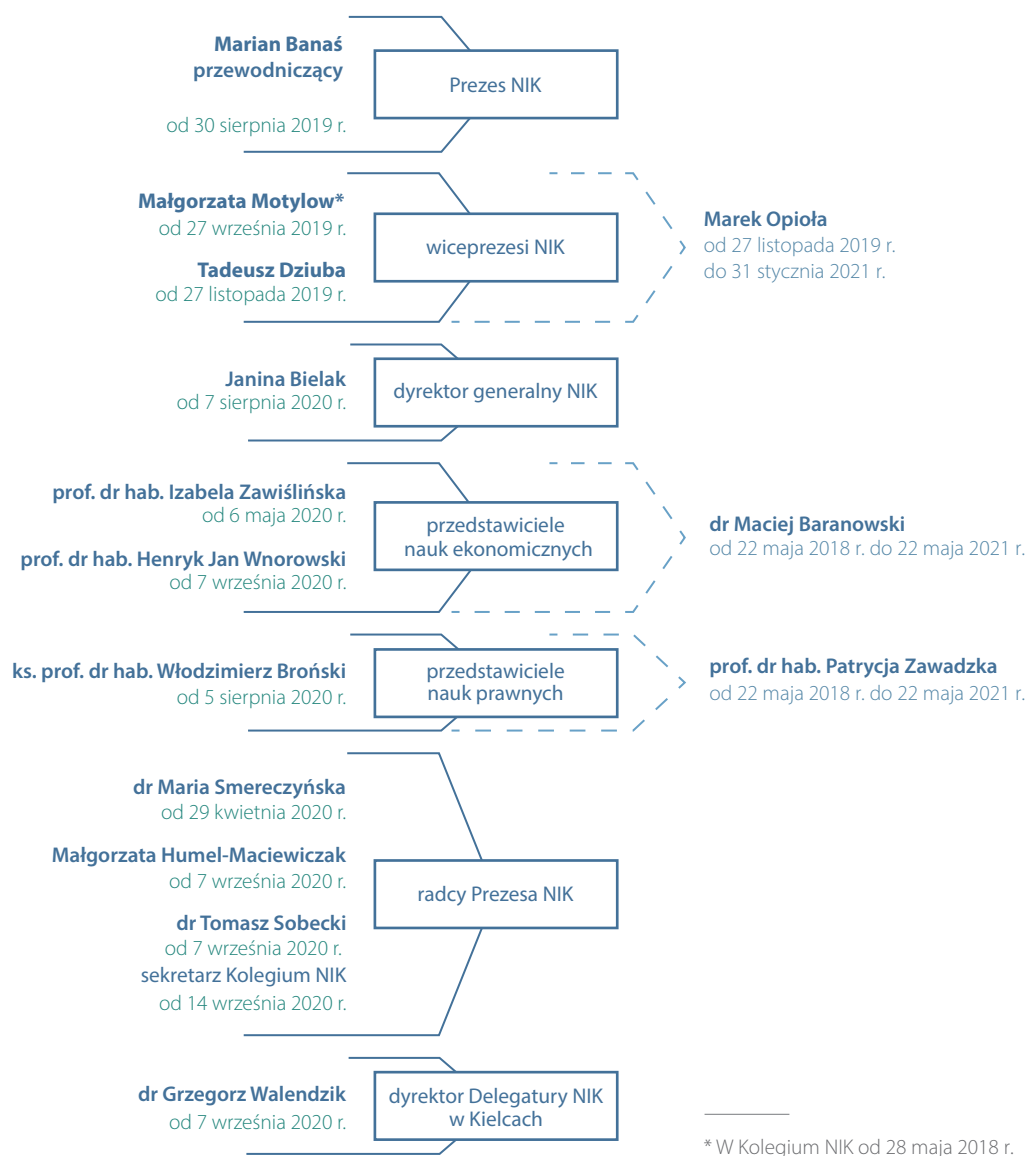 Marian Banaś
przewodniczący
od 30 sierpnia 2019 r.
Prezes NIK
Małgorzata Motylow*
od 27 września 2019 r.
Tadeusz Dziuba
od 27 listopada 2019 r.
wiceprezesi NIK
Marek Opioła
od 27 listopada 2019 r.
do 31 stycznia 2021 r.
Janina Bielak
od 7 sierpnia 2020 r.
dyrektor generalny NIK
prof. dr hab. Izabela Zawiślińska
od 6 maja 2020 r.
prof. dr hab. Henryk Jan Wnorowski
od 7 września 2020 r.
przedstawiciele
nauk ekonomicznych
dr Maciej Baranowski
od 22 maja 2018 r. do 22 maja 2021 r.
ks. prof. dr hab. Włodzimierz Broński
od 5 sierpnia 2020 r.
przedstawiciele
nauk prawnych
prof. dr hab. Patrycja Zawadzka
od 22 maja 2018 r. do 22 maja 2021 r.
dr Maria Smereczyńska
od 29 kwietnia 2020 r.
Małgorzata Humel-Maciewiczak
od 7 września 2020 r.
dr Tomasz Sobecki
od 7 września 2020 r.
sekretarz Kolegium NIK
od 14 września 2020 r.
radcy Prezesa NIK
dr Grzegorz Walendzik
od 7 września 2020 r.
dyrektor Delegatury NIK
w Kielcach
* W Kolegium NIK od 28 maja 2018 r.